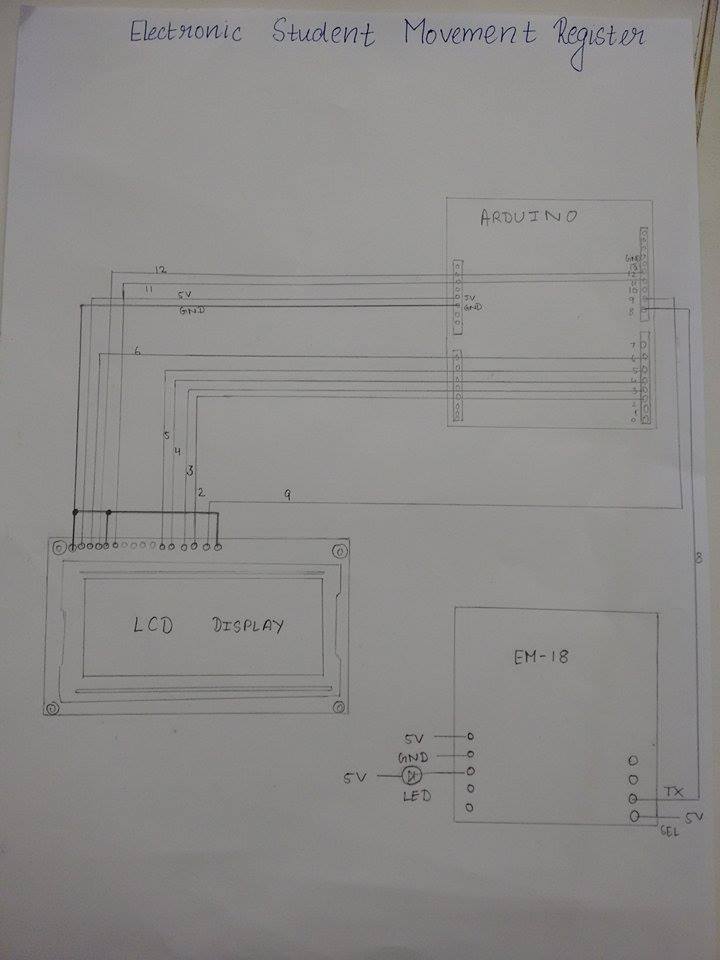 Electronic Student Movement Register
ARDUINO
GND
13
12
11
10
9
8
5V
GND
7
6
5
4
3
2
1
0
12
11
5V
GND
6
5
4
3
2
9
8
LCD DISPLAY
EM-18
5V
GND
5V
LED
TX
5V
SEL